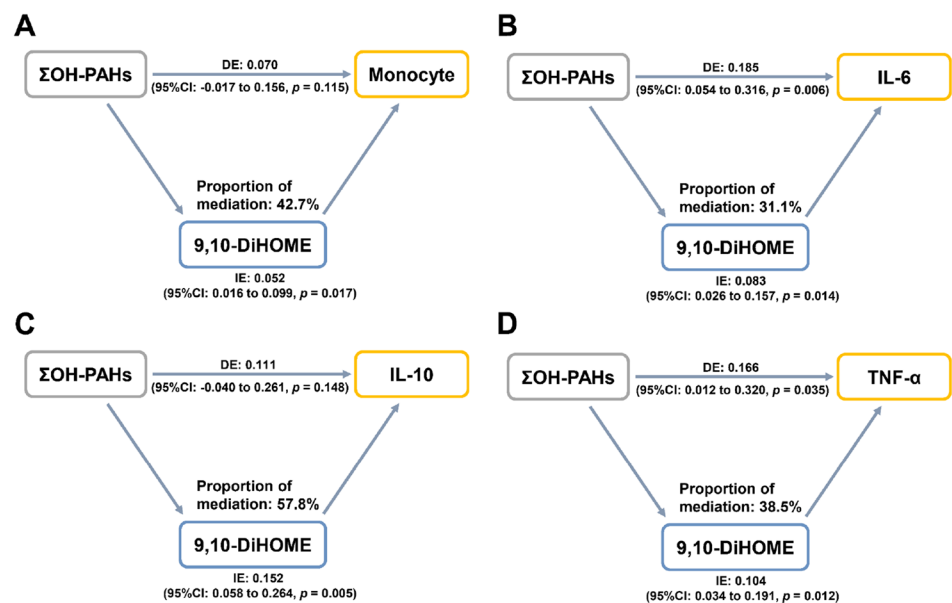 A
ΣOH-PAHs
DE: 0.070
(95%CI: -0.017 to 0.156, p = 0.115)
Monocyte
Proportion of
mediation: 42.7%
9,10-DiHOME
IE: 0.052
(95%CI: 0.016 to 0.099, p = 0.017)
B
ΣOH-PAHs
DE: 0.185
(95%CI: 0.054 to 0.316, p = 0.006)
IL-6
Proportion of
mediation: 31.1%
9,10-DiHOME
IE: 0.083
(95%CI: 0.026 to 0.157, p = 0.014)
C
ΣOH-PAHs
DE: 0.111
(95%CI: -0.040 to 0.261, p = 0.148)
IL-10
Proportion of
mediation: 57.8%
9,10-DiHOME
IE: 0.152
(95%CI: 0.058 to 0.264, p = 0.005)
D
ΣOH-PAHs
DE: 0.166
(95%CI: 0.012 to 0.320, p = 0.035)
TNF-α
Proportion of
mediation: 38.5%
9,10-DiHOME
IE: 0.104
(95%CI: 0.034 to 0.191, p = 0.012)